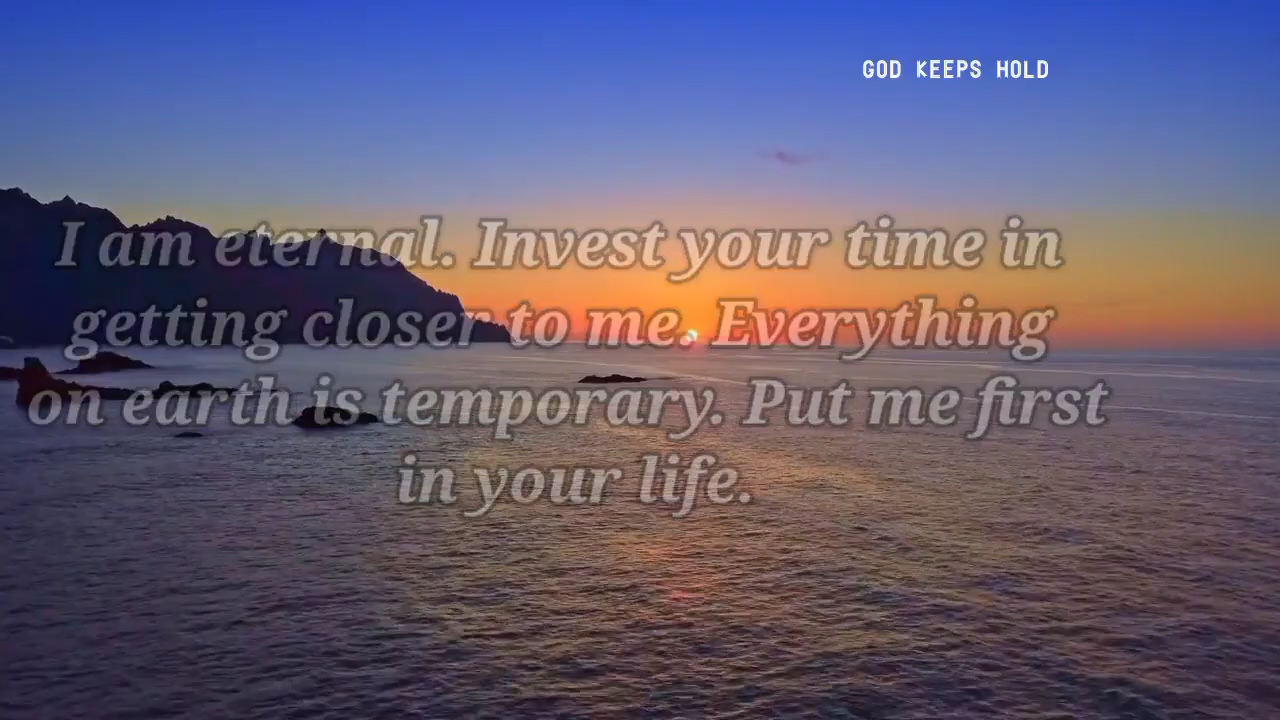 GOD KEEPS HOLD
I am eternal. Invest your time in
getting closer to me. Everything
on earth is temporary. Put me first
in your life.